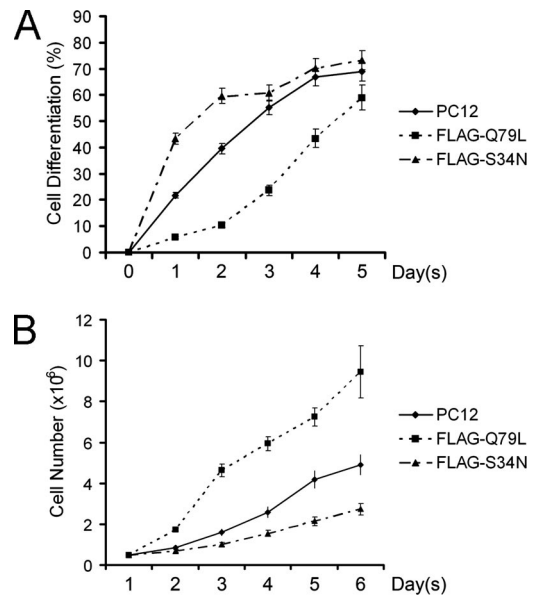 A
90
80
70
60
50
40
30
20
10
0
Cell Differentiation (%)
0 1 2 3 4 5 Day(s)
PC12
FLAG-Q79L
FLAG-S34N
B
12
10
8
6
4
2
0
Cell Number (x10⁶)
1 2 3 4 5 6 Day(s)
PC12
FLAG-Q79L
FLAG-S34N